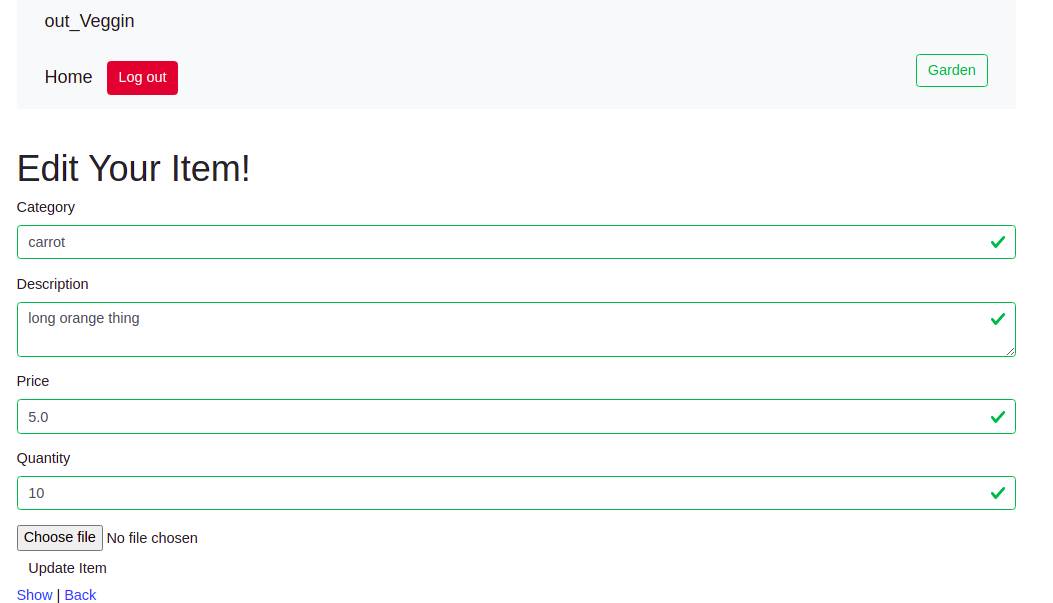 out_Veggin
Home Log out Garden
Edit Your Item!
Category
carrot
Description
long orange thing
Price
5.0
Quantity
10
Choose file No file chosen
Update Item
Show | Back